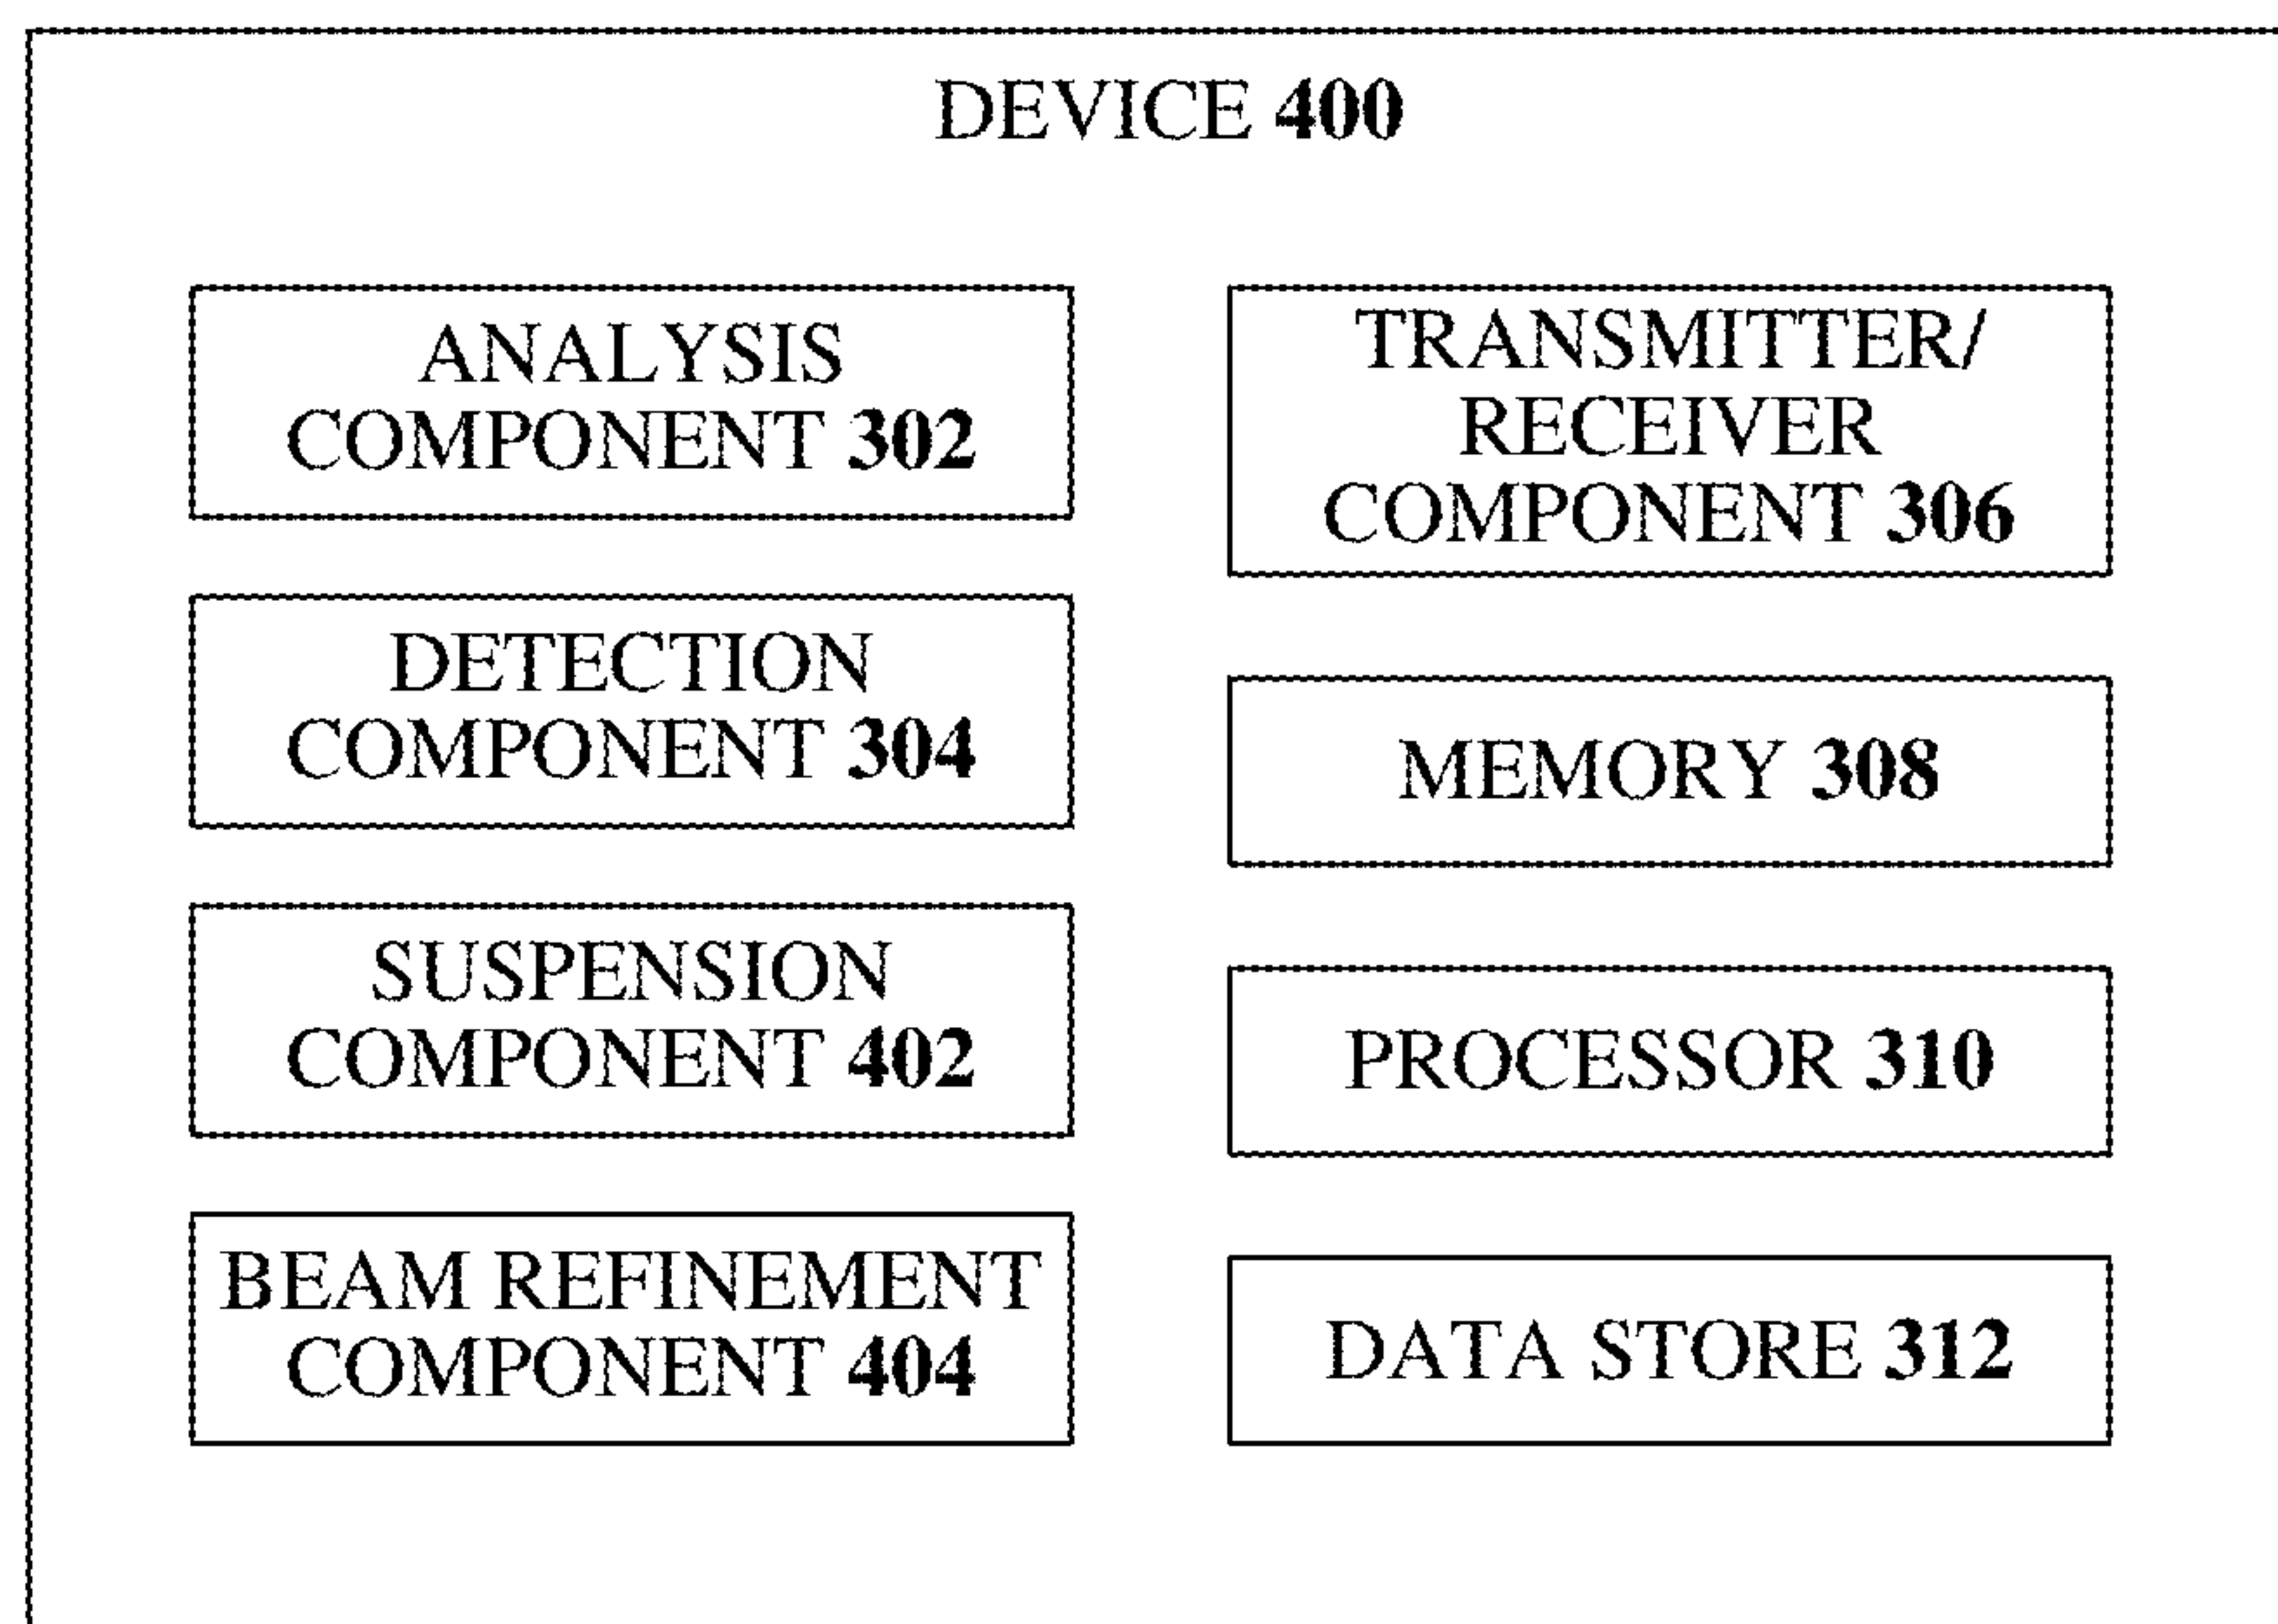 DEVICE 400
ANALYSIS
COMPONENT 302
DETECTION
COMPONENT 304
SUSPENSION
COMPONENT 402
BEAM REFINEMENT
COMPONENT 404
TRANSMITTER/
RECEIVER
COMPONENT 306
MEMORY 308
PROCESSOR 310
DATA STORE 312